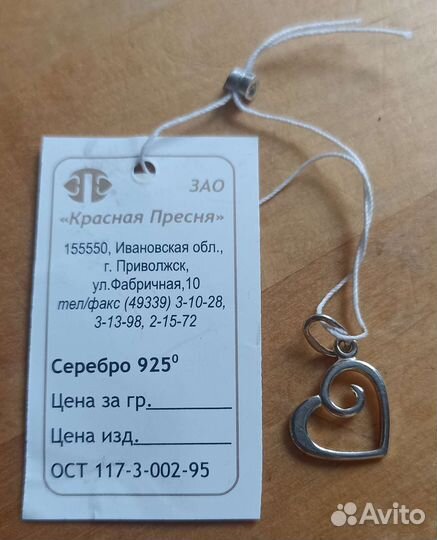 ЗАО
«Красная Пресня»
155550, Ивановская обл.,
г. Приволжск,
ул.Фабричная,10
тел/факс (49339) 3-10-28,
3-13-98, 2-15-72
Серебро 925⁰
Цена за гр.
Цена изд.
ОСТ 117-3-002-95
Avito